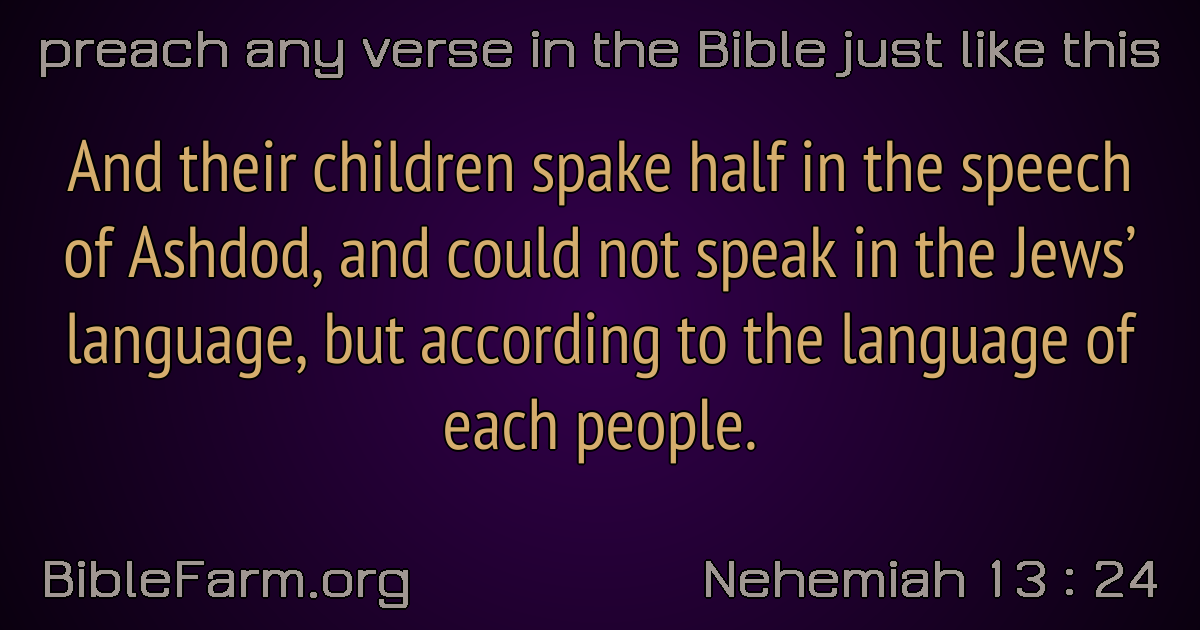 preach any verse in the Bible just like this
And their children spake half in the speech
of Ashdod, and could not speak in the Jews’
language, but according to the language of
each people.
BibleFarm.org
Nehemiah 13 : 24